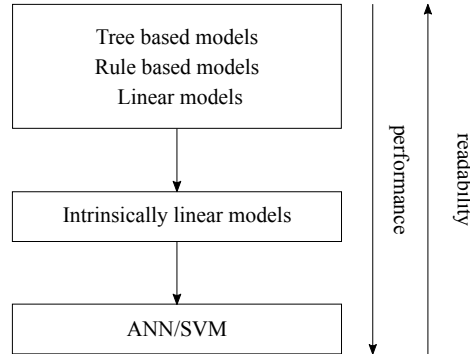 Tree based models
Rule based models
Linear models
Intrinsically linear models
ANN/SVM
performance
readability